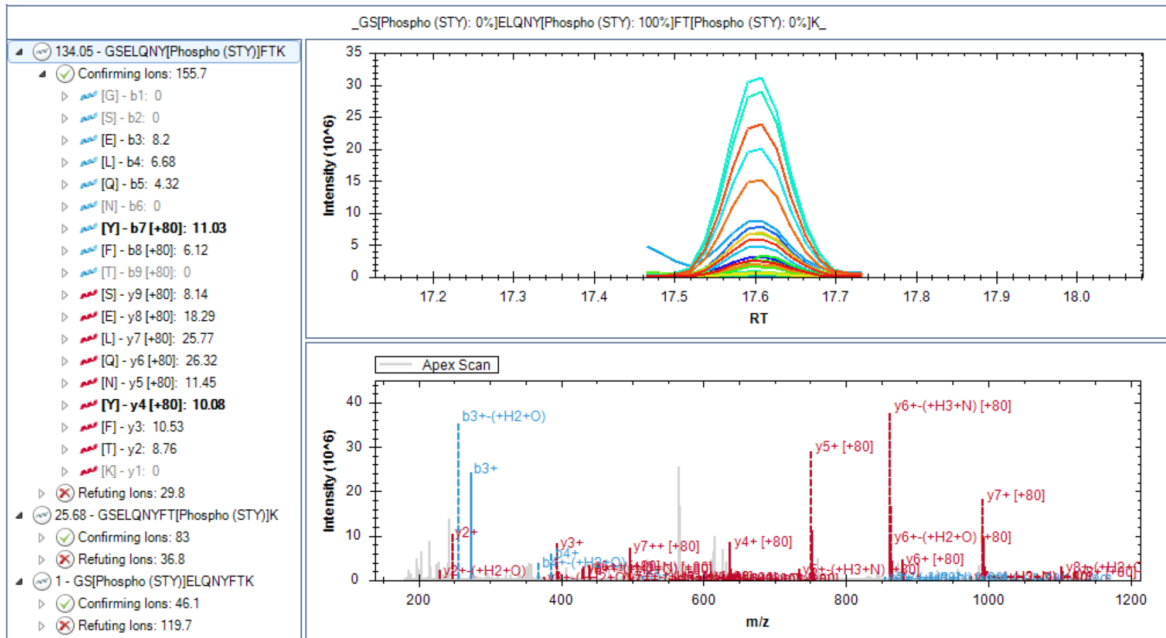 _GS[Phospho (STY): 0%]ELQNY[Phospho (STY): 100%]FT[Phospho (STY): 0%]K_
134.05 - GSELQNY[Phospho (STY)]FTK
Confirming Ions: 155.7
[G] - b1: 0
[S] - b2: 0
[E] - b3: 8.2
[L] - b4: 6.68
[Q] - b5: 4.32
[N] - b6: 0
[Y] - b7 [+80]: 11.03
[F] - b8 [+80]: 6.12
[T] - b9 [+80]: 0
[S] - y9 [+80]: 8.14
[E] - y8 [+80]: 18.29
[L] - y7 [+80]: 25.77
[Q] - y6 [+80]: 26.32
[N] - y5 [+80]: 11.45
[Y] - y4 [+80]: 10.08
[F] - y3: 10.53
[T] - y2: 8.76
[K] - y1: 0
Refuting Ions: 29.8
25.68 - GSELQNYFT[Phospho (STY)]K
Confirming Ions: 83
Refuting Ions: 36.8
1 - GS[Phospho (STY)]ELQNYFTK
Confirming Ions: 46.1
Refuting Ions: 119.7
Intensity (10^6)
35
30
25
20
15
10
5
0
17.2 17.3 17.4 17.5 17.6 17.7 17.8 17.9 18.0
RT
Apex Scan
Intensity (10^6)
40
30
20
10
0
b3+-(+H2+O)
b3+
y2+
y2+-(+H2+O)
y3+
b4+
y7++ [+80]
y4+ [+80]
y5+ [+80]
y5+-(+H3+N) [+80]
y6+-(+H3+N) [+80]
y6+-(+H2+O) [+80]
y6+ [+80]
y7+ [+80]
200 400 600 800 1000 1200
m/z